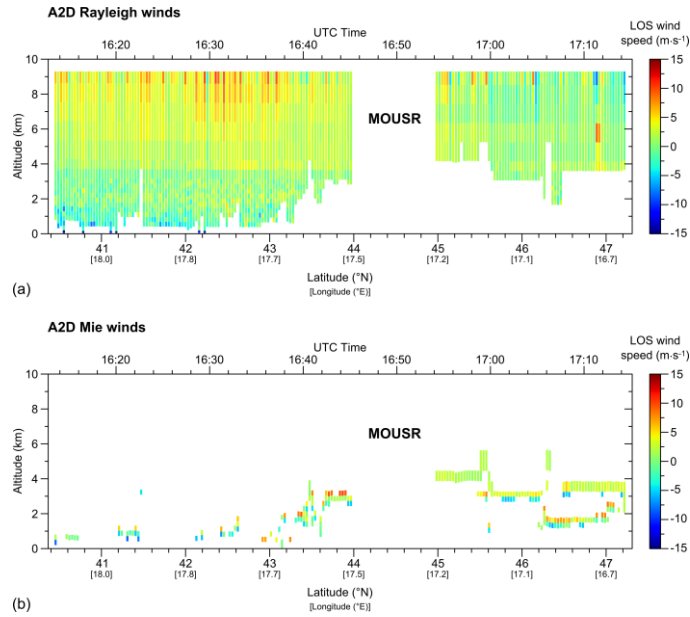 A2D Rayleigh winds
UTC Time
LOS wind
speed (m·s⁻¹)
16:20 16:30 16:40 16:50 17:00 17:10
10
8
6
4
2
0
Altitude (km)
MOUSR
15
10
5
0
-5
-10
-15
41 42 43 44 45 46 47
[18.0] [17.8] [17.7] [17.5] [17.2] [17.1] [16.7]
Latitude (°N)
[Longitude (°E)]
(a)
A2D Mie winds
UTC Time
LOS wind
speed (m·s⁻¹)
16:20 16:30 16:40 16:50 17:00 17:10
10
8
6
4
2
0
Altitude (km)
MOUSR
15
10
5
0
-5
-10
-15
41 42 43 44 45 46 47
[18.0] [17.8] [17.7] [17.5] [17.2] [17.1] [16.7]
Latitude (°N)
[Longitude (°E)]
(b)